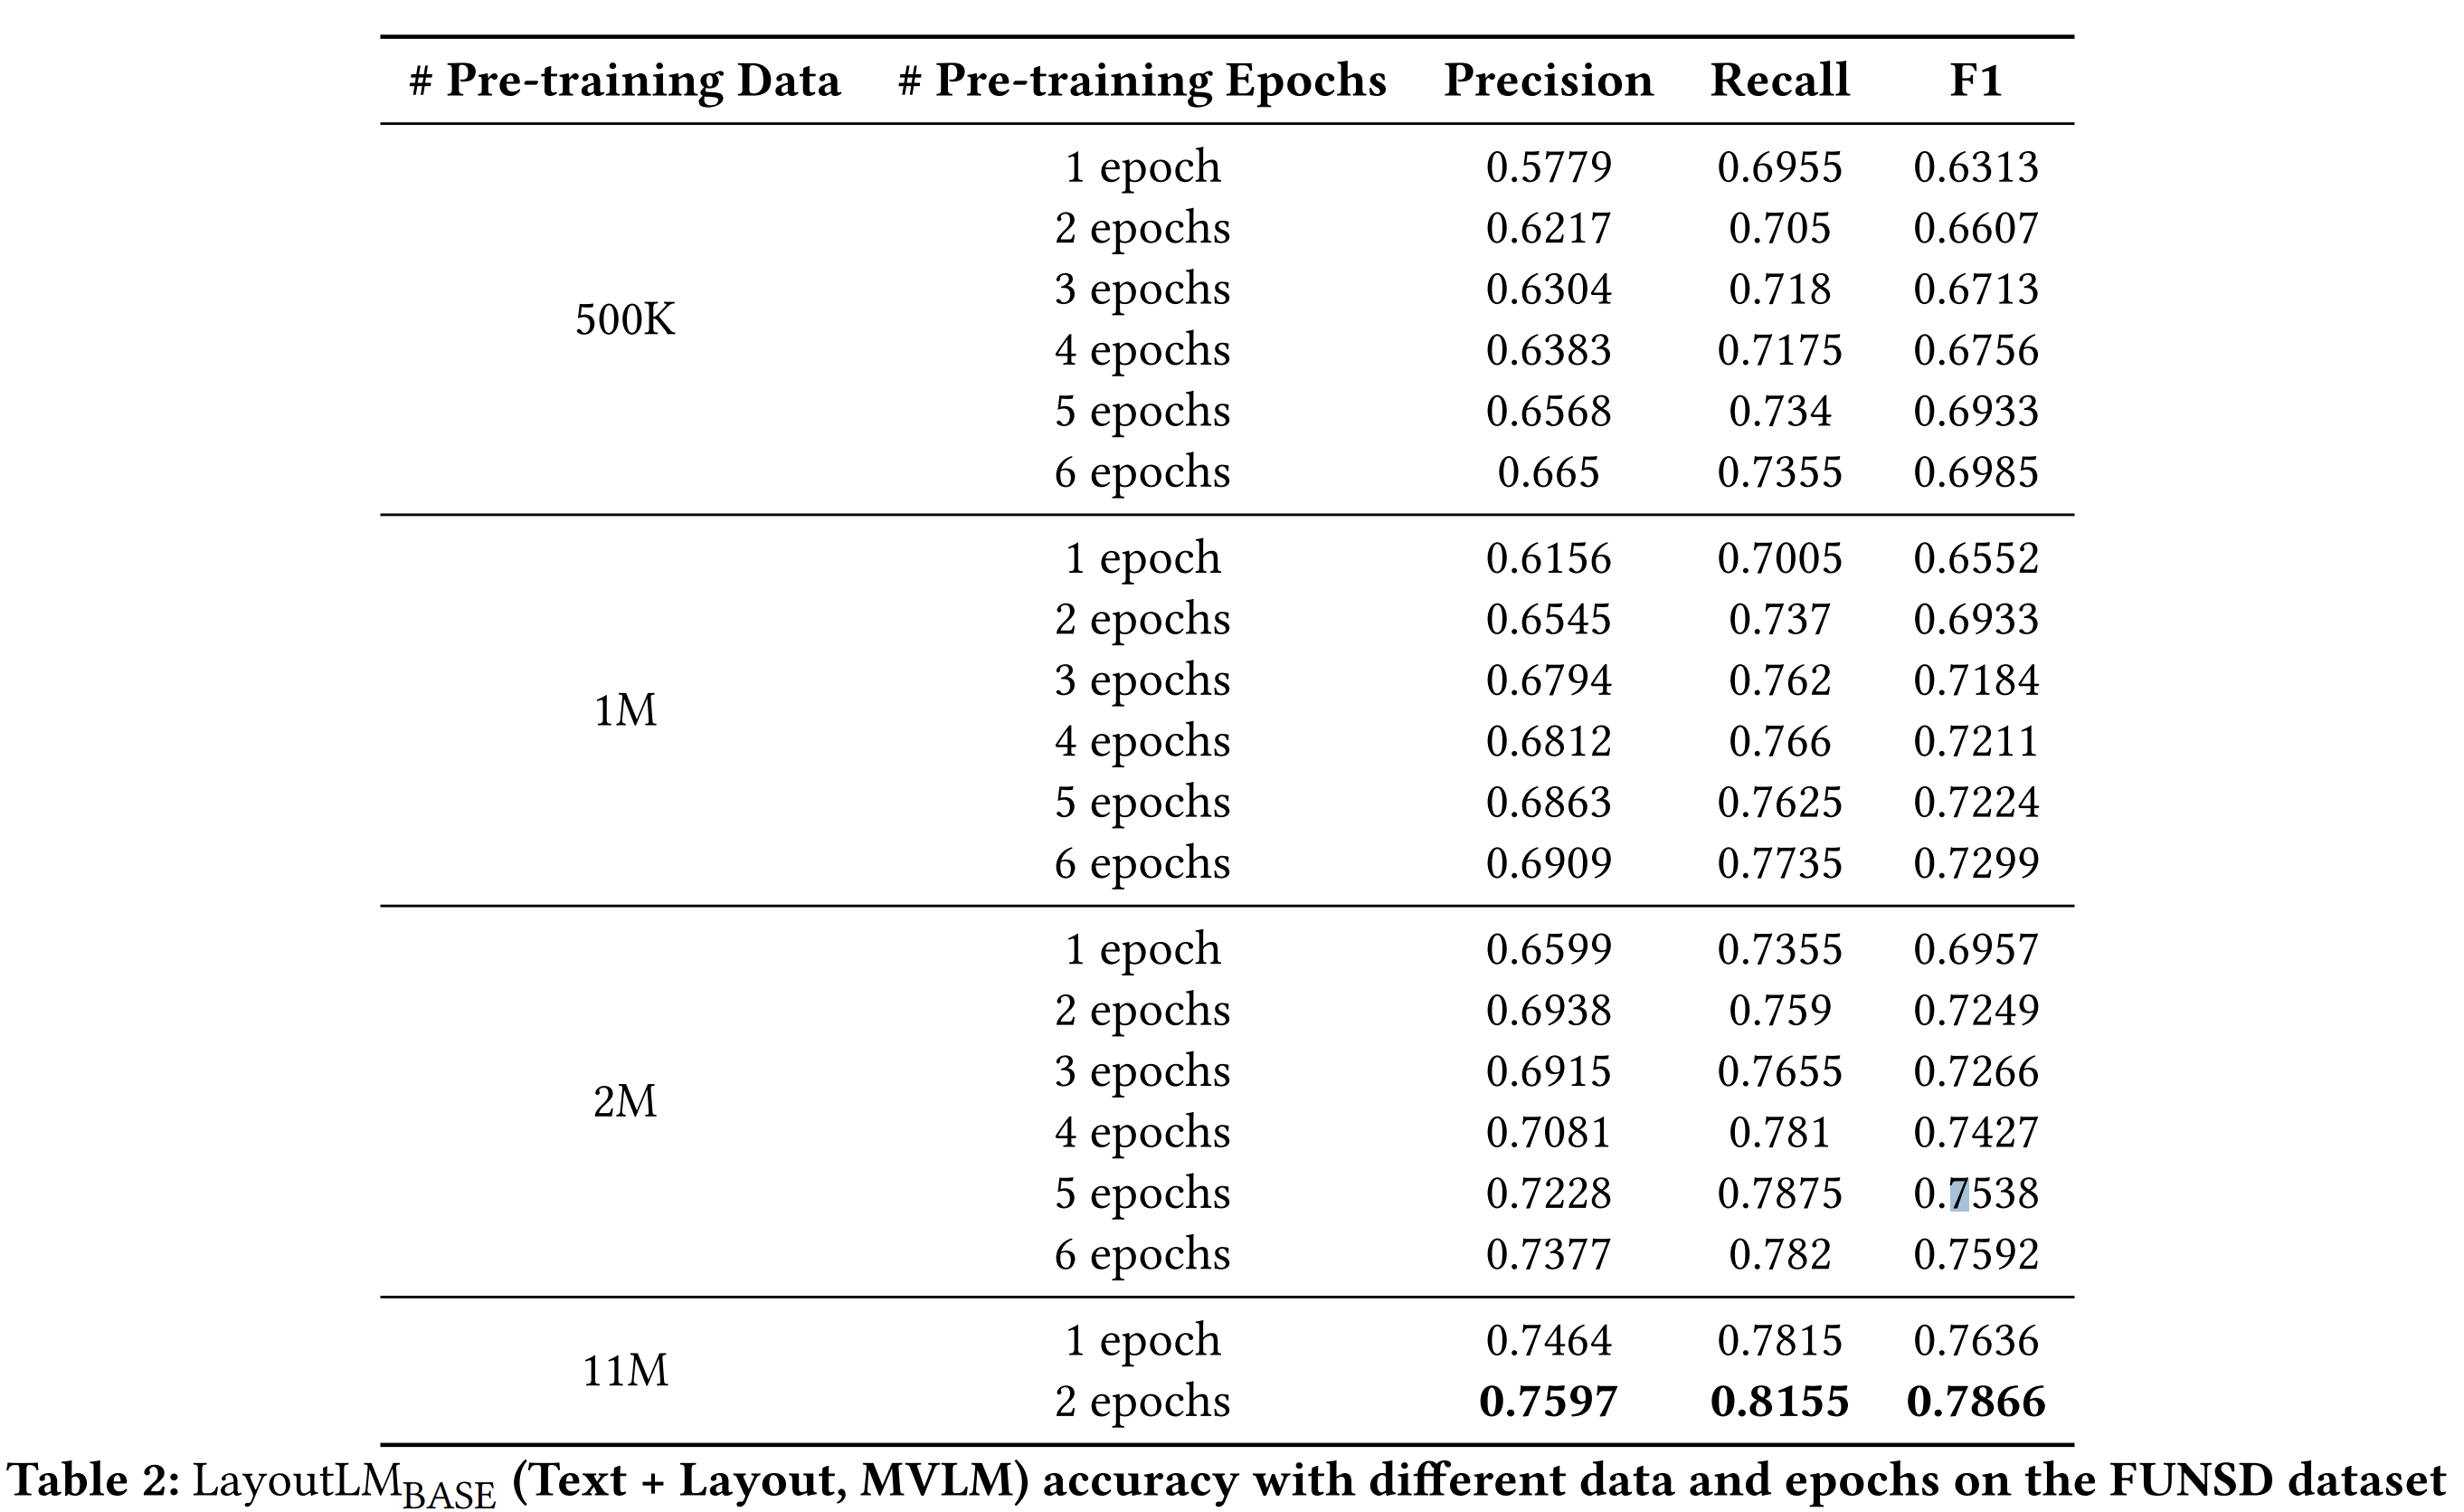 # Pre-training Data # Pre-training Epochs Precision Recall F1
1 epoch 0.5779 0.6955 0.6313
2 epochs 0.6217 0.705 0.6607
3 epochs 0.6304 0.718 0.6713
500K
4 epochs 0.6383 0.7175 0.6756
5 epochs 0.6568 0.734 0.6933
6 epochs 0.665 0.7355 0.6985
1 epoch 0.6156 0.7005 0.6552
2 epochs 0.6545 0.737 0.6933
3 epochs 0.6794 0.762 0.7184
1M
4 epochs 0.6812 0.766 0.7211
5 epochs 0.6863 0.7625 0.7224
6 epochs 0.6909 0.7735 0.7299
1 epoch 0.6599 0.7355 0.6957
2 epochs 0.6938 0.759 0.7249
3 epochs 0.6915 0.7655 0.7266
2M
4 epochs 0.7081 0.781 0.7427
5 epochs 0.7228 0.7875 0.7538
6 epochs 0.7377 0.782 0.7592
1 epoch 0.7464 0.7815 0.7636
11M
2 epochs 0.7597 0.8155 0.7866
Table 2: LayoutLMBASE (Text + Layout, MVLM) accuracy with different data and epochs on the FUNSD dataset